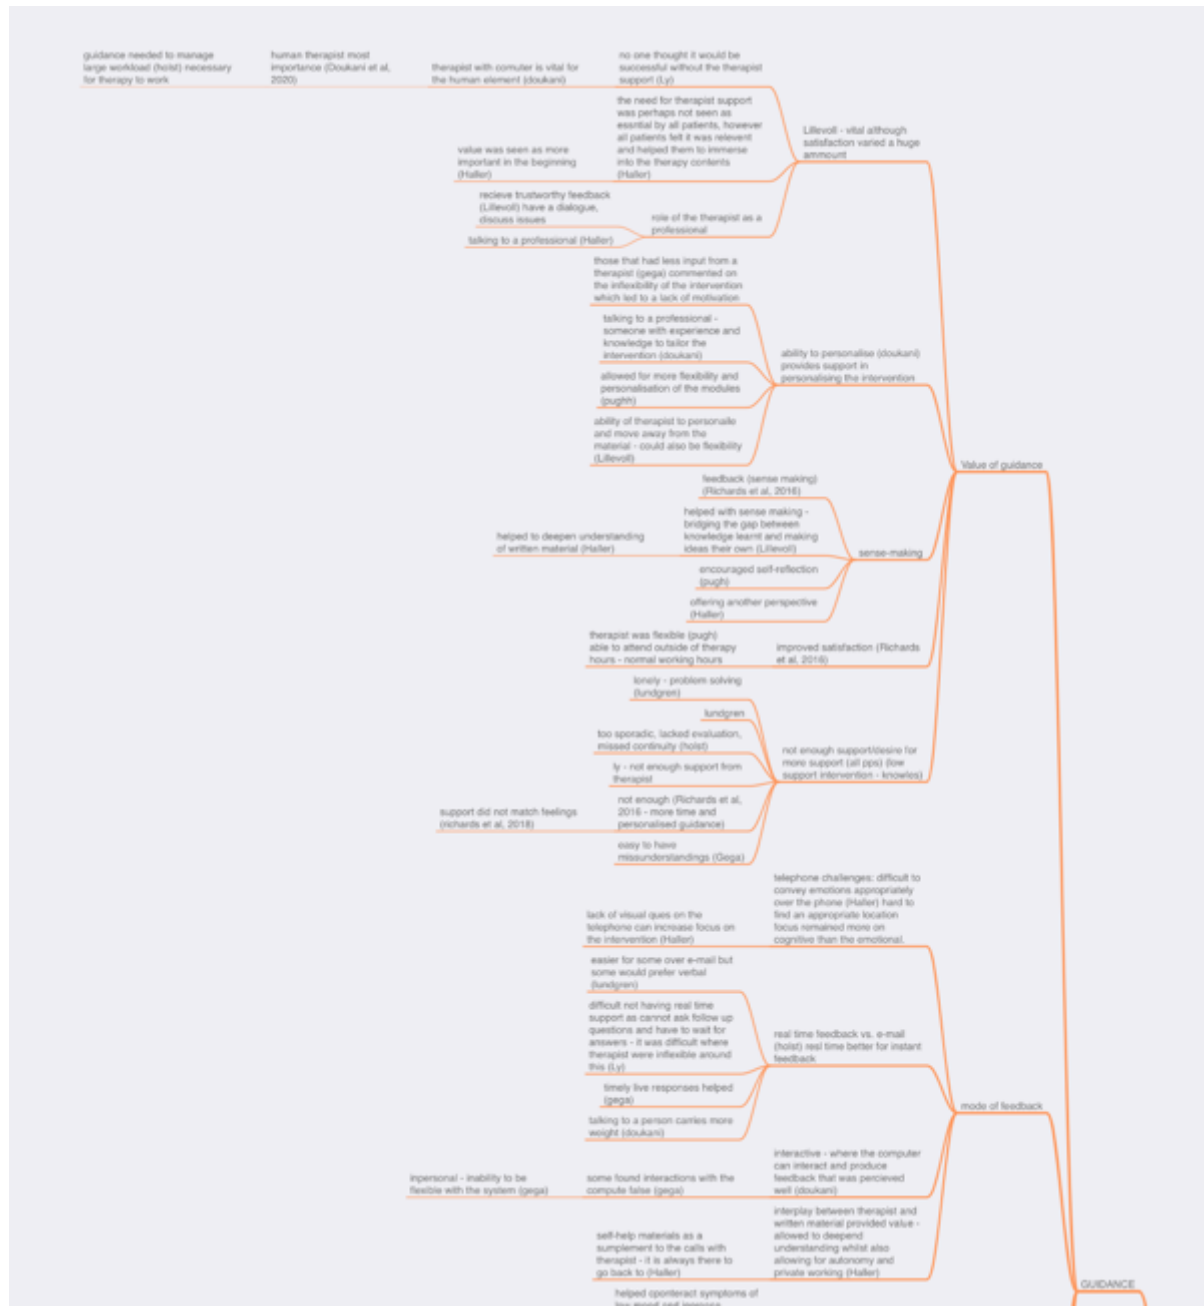 guidance needed to manage
large workload (holst) necessary
for therapy to work
human therapist most
importance (Doukani et al,
2020)
therapist with comuter is vital for
the human element (doukani)
no one thought it would be
successful without the therapist
support (Ly)
the need for therapist support
was perhaps not seen as
essntial by all patients, however
all patients felt it was relevent
and helped them to immerse
into the therapy contents
(Haller)
value was seen as more
important in the beginning
(Haller)
Lillevoll - vital although
satisfaction varied a huge
ammount
recieve trustworthy feedback
(Lillevoll) have a dialogue,
discuss issues
talking to a professional (Haller)
role of the therapist as a
professional
those that had less input from a
therapist (gega) commented on
the inflexibility of the intervention
which led to a lack of motivation
talking to a professional -
someone with experience and
knowledge to tailor the
intervention (doukani)
allowed for more flexibility and
personalisation of the modules
(pughh)
ability of therapist to personalle
and move away from the
material - could also be flexibility
(Lillevoll)
ability to personalise (doukani)
provides support in
personalising the intervention
Value of guidance
feedback (sense making)
(Richards et al, 2016)
helped with sense making -
bridging the gap between
knowledge learnt and making
ideas their own (Lillevoll)
helped to deepen understanding
of written material (Haller)
encouraged self-reflection
(pugh)
offering another perspective
(Haller)
sense-making
therapist was flexible (pugh)
able to attend outside of therapy
hours - normal working hours
improved satisfaction (Richards
et al, 2016)
lonely - problem solving
(lundgren)
lundgren
too sporadic, lacked evaluation,
missed continuity (holst)
ly - not enough support from
therapist
not enough (Richards et al,
2016 - more time and
personalised guidance)
support did not match feelings
(richards et al, 2018)
easy to have
missunderstandings (Gega)
not enough support/desire for
more support (all pps) (low
support intervention - knowles)
telephone challenges: difficult to
convey emotions appropriately
over the phone (Haller) hard to
find an appropriate location
focus remained more on
cognitive than the emotional.
lack of visual ques on the
telephone can increase focus on
the intervention (Haller)
easier for some over e-mail but
some would prefer verbal
(lundgren)
difficult not having real time
support as cannot ask follow up
questions and have to wait for
answers - it was difficult where
therapist were inflexible around
this (Ly)
timely live responses helped
(gega)
talking to a person carries more
weight (doukani)
real time feedback vs. e-mail
(holst) resl time better for instant
feedback
mode of feedback
interactive - where the computer
can interact and produce
feedback that was percieved
well (doukani)
some found interactions with the
compute false (gega)
inpersonal - inability to be
flexible with the system (gega)
interplay between therapist and
written material provided value -
allowed to deepend
understanding whilst also
allowing for autonomy and
private working (Haller)
self-help materials as a
sumplement to the calls with
therapist - it is always there to
go back to (Haller)
GUIDANCE
helped cponteract symptoms of